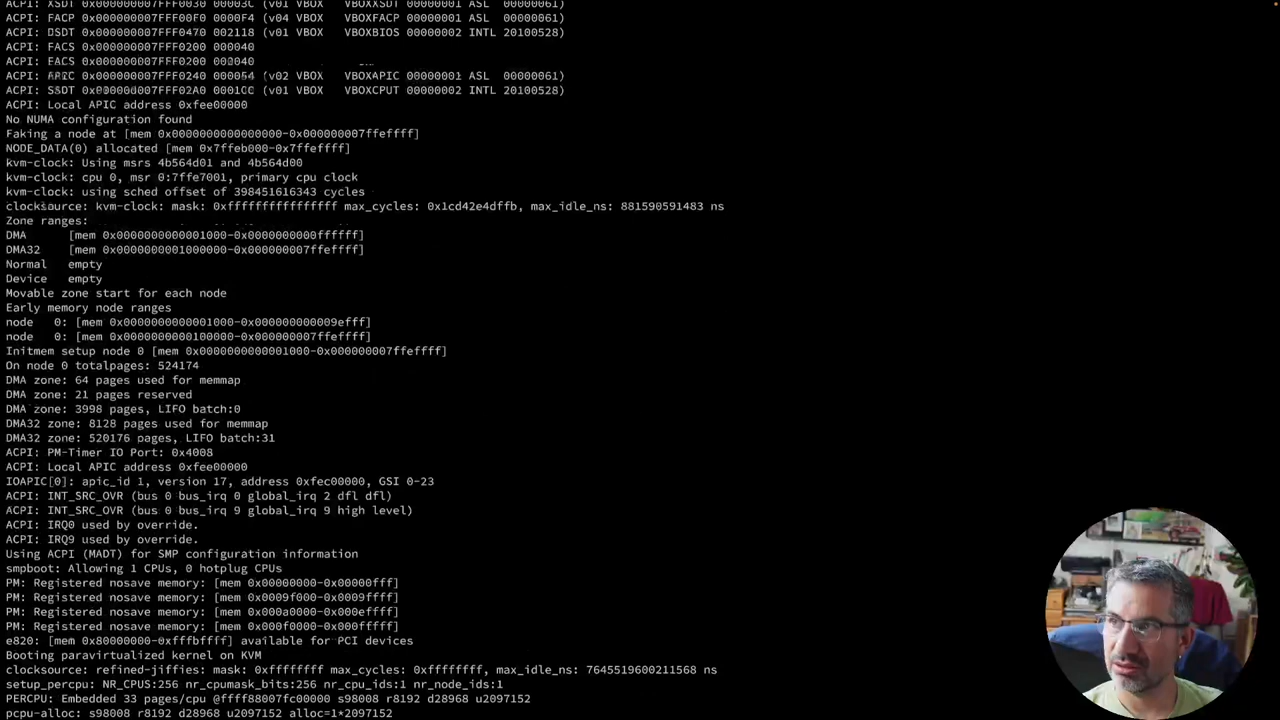 ACPI: XSDT 0x000000007FFF0030 00003C (v01 VBOX   VBOXXSDT 00000001 ASL  00000061)
ACPI: FACP 0x000000007FFF00F0 0000F4 (v04 VBOX   VBOXFACP 00000001 ASL  00000061)
ACPI: DSDT 0x000000007FFF0470 002118 (v01 VBOX   VBOXBIOS 00000002 INTL 20100528)
ACPI: FACS 0x000000007FFF0200 000040
ACPI: FACS 0x000000007FFF0200 000040
ACPI: 0x000000007FFF0240 000054 (v02 VBOX   VBOXAPIC 00000001 ASL  00000061)
ACPI: SSDT 0x000000007FFF02A0 0001CC (v01 VBOX   VBOXCPUT 00000002 INTL 20100528)
ACPI: Local APIC address 0xfee00000
No NUMA configuration found
Faking a node at [mem 0x0000000000000000-0x000000007ffeffff]
NODE_DATA(0) allocated [mem 0x7ffeb000-0x7ffeffff]
kvm-clock: Using msrs 4b564d01 and 4b564d00
kvm-clock: cpu 0, msr 0:7ffe7001, primary cpu clock
kvm-clock: using sched offset of 398451616343 cycles
clocksource: kvm-clock: mask: 0xffffffffffffffff max_cycles: 0x1cd42e4dffb, max_idle_ns: 881590591483 ns
Zone ranges:
DMA      [mem 0x0000000000001000-0x0000000000ffffff]
DMA32    [mem 0x0000000001000000-0x000000007ffeffff]
Normal   empty
Device   empty
Movable zone start for each node
Early memory node ranges
node   0: [mem 0x0000000000001000-0x000000000009efff]
node   0: [mem 0x0000000000100000-0x000000007ffeffff]
Initmem setup node 0 [mem 0x0000000000001000-0x000000007ffeffff]
On node 0 totalpages: 524174
DMA zone: 64 pages used for memmap
DMA zone: 21 pages reserved
DMA zone: 3998 pages, LIFO batch:0
DMA32 zone: 8128 pages used for memmap
DMA32 zone: 520176 pages, LIFO batch:31
ACPI: PM-Timer IO Port: 0x4008
ACPI: Local APIC address 0xfee00000
IOAPIC[0]: apic_id 1, version 17, address 0xfec00000, GSI 0-23
ACPI: INT_SRC_OVR (bus 0 bus_irq 0 global_irq 2 dfl dfl)
ACPI: INT_SRC_OVR (bus 0 bus_irq 9 global_irq 9 high level)
ACPI: IRQ0 used by override.
ACPI: IRQ9 used by override.
Using ACPI (MADT) for SMP configuration information
smpboot: Allowing 1 CPUs, 0 hotplug CPUs
PM: Registered nosave memory: [mem 0x00000000-0x00000fff]
PM: Registered nosave memory: [mem 0x0009f000-0x0009ffff]
PM: Registered nosave memory: [mem 0x000a0000-0x000effff]
PM: Registered nosave memory: [mem 0x000f0000-0x000fffff]
e820: [mem 0x80000000-0xfffbffff] available for PCI devices
Booting paravirtualized kernel on KVM
clocksource: refined-jiffies: mask: 0xffffffff max_cycles: 0xffffffff, max_idle_ns: 7645519600211568 ns
setup_percpu: NR_CPUS:256 nr_cpumask_bits:256 nr_cpu_ids:1 nr_node_ids:1
PERCPU: Embedded 33 pages/cpu @ffff88007fc00000 s98008 r8192 d28968 u2097152
pcpu-alloc: s98008 r8192 d28968 u2097152 alloc=1*2097152